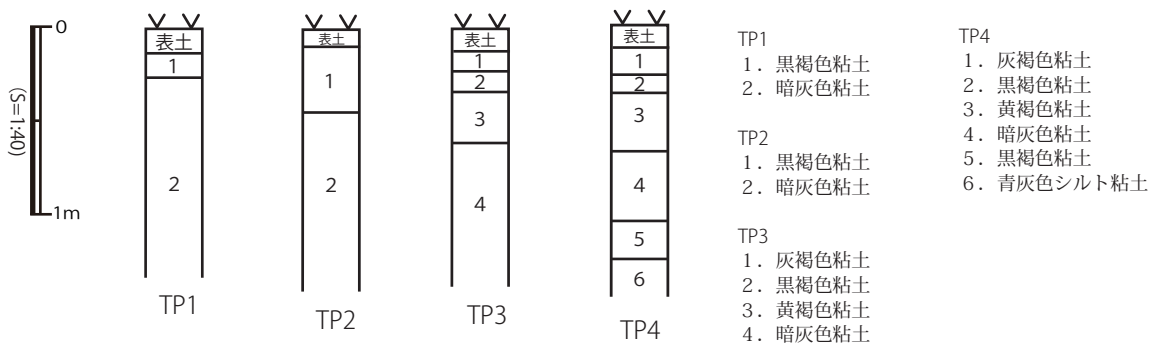 0
(S=1:40)
1m
表土
1
2
TP1
表土
1
2
TP2
表土
1
2
3
4
TP3
表土
1
2
3
4
5
6
TP4
TP1
１．黒褐色粘土
２．暗灰色粘土
TP2
１．黒褐色粘土
２．暗灰色粘土
TP3
１．灰褐色粘土
２．黒褐色粘土
３．黄褐色粘土
４．暗灰色粘土
TP4
１．灰褐色粘土
２．黒褐色粘土
３．黄褐色粘土
４．暗灰色粘土
５．黒褐色粘土
６．青灰色シルト粘土